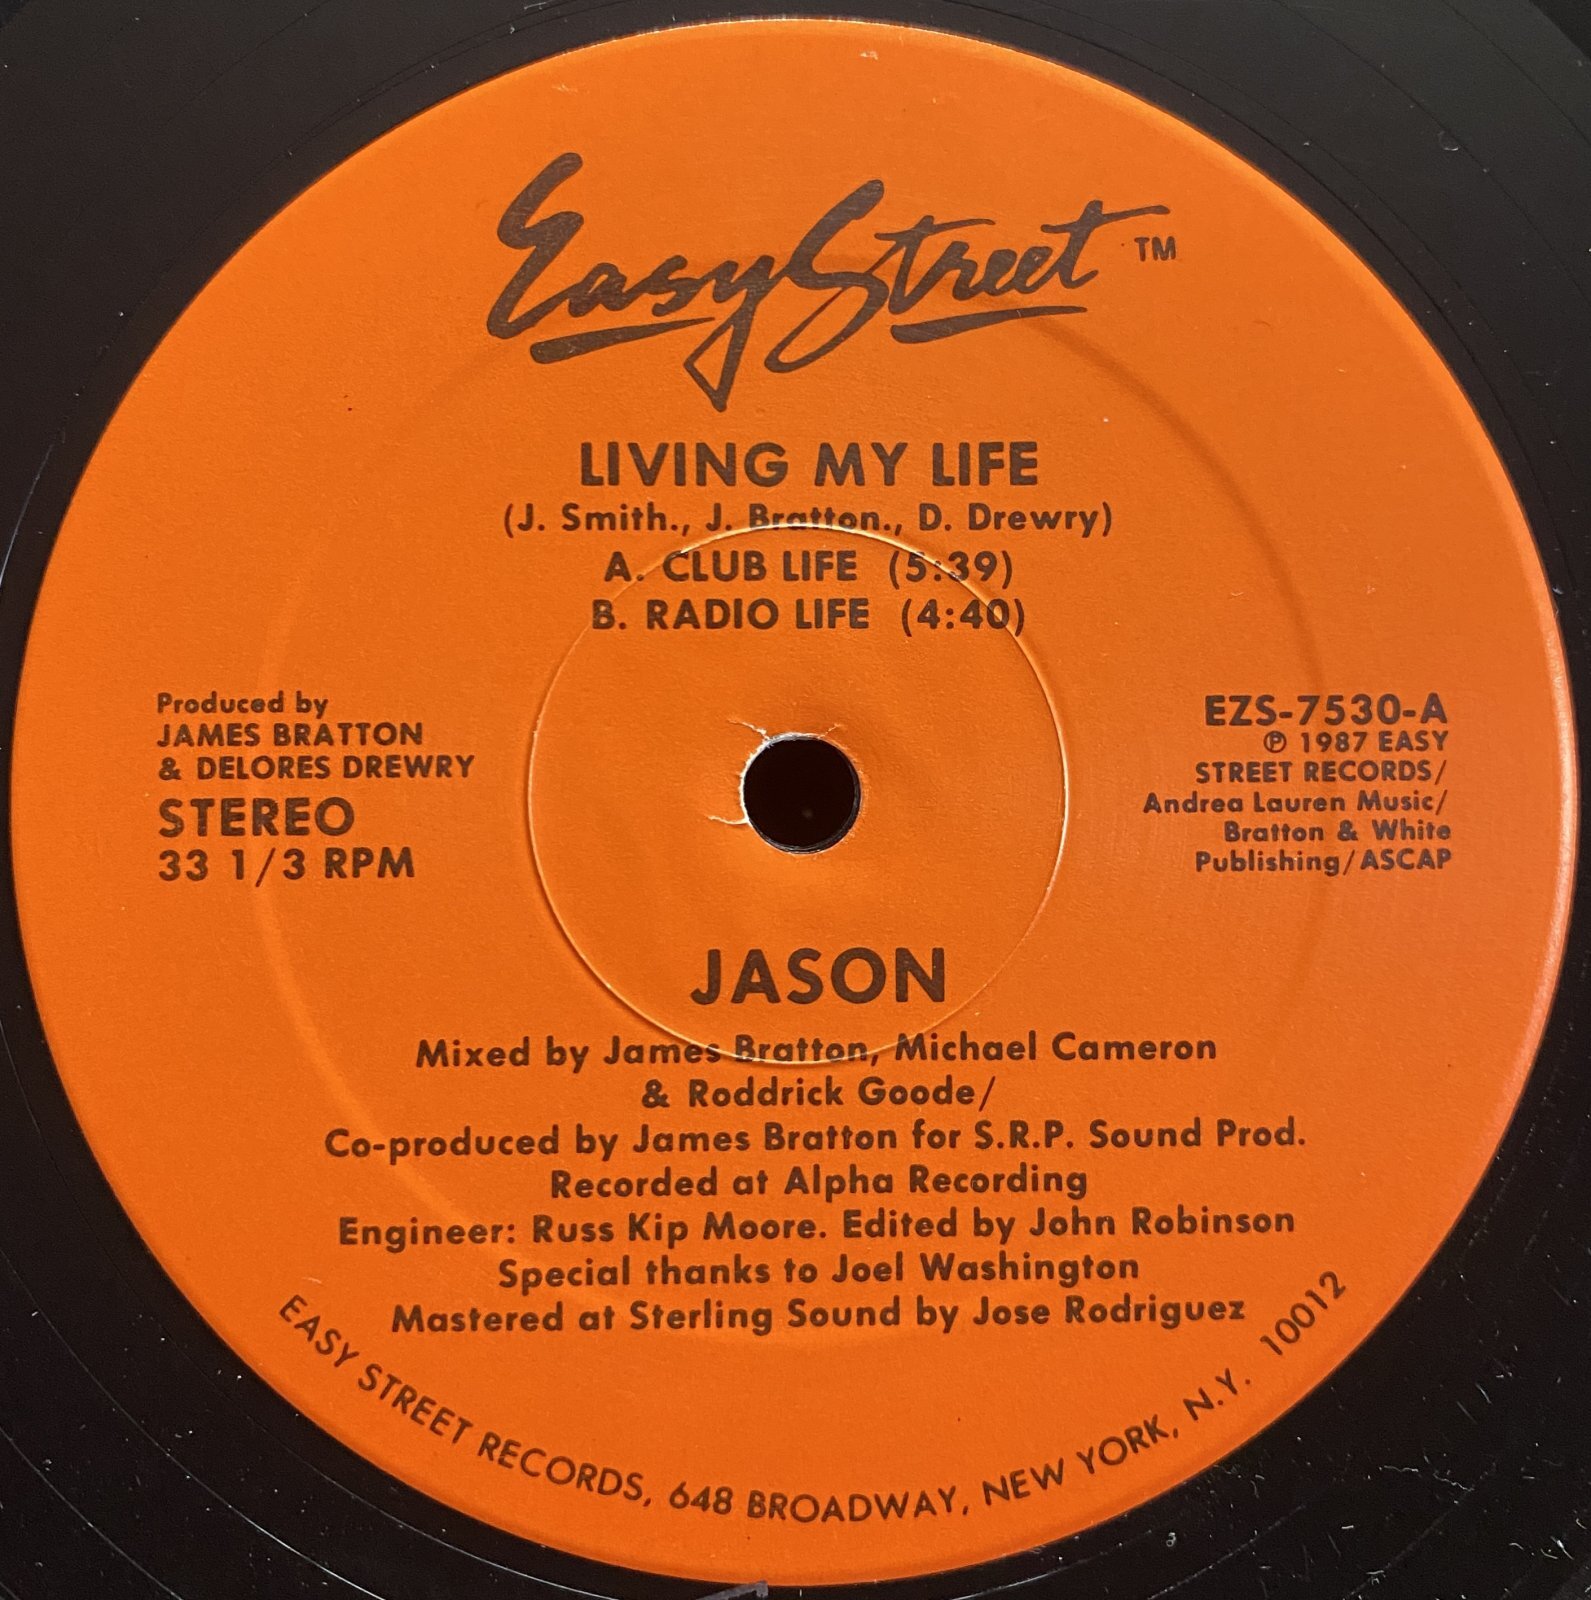 Easy Street TM
LIVING MY LIFE
(J. Smith., J. Bratton., D. Drewry)
A. CLUB LIFE (5:39)
B. RADIO LIFE (4:40)
Produced by
JAMES BRATTON
& DELORES DREWRY
STEREO
33 1/3 RPM
EZS-7530-A
℗ 1987 EASY
STREET RECORDS/
Andrea Lauren Music/
Bratton & White
Publishing/ASCAP
JASON
Mixed by James Bratton, Michael Cameron
& Roddrick Goode/
Co-produced by James Bratton for S.R.P. Sound Prod.
Recorded at Alpha Recording
Engineer: Russ Kip Moore. Edited by John Robinson
Special thanks to Joel Washington
Mastered at Sterling Sound by Jose Rodriguez
EASY STREET RECORDS, 648 BROADWAY, NEW YORK, N.Y. 10012